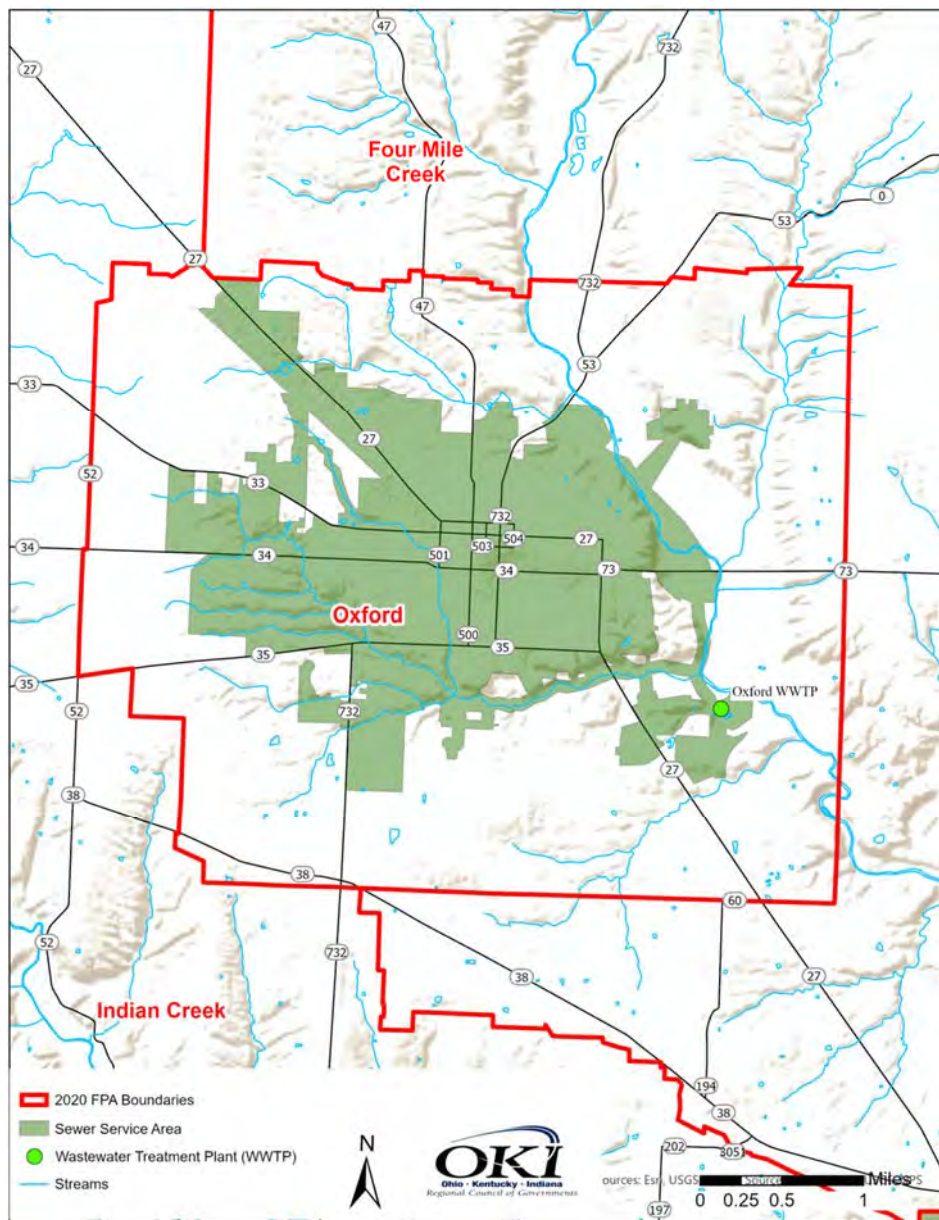 47
732
27
Four Mile
Creek
0
53
27
732
47
53
33
27
52
33
732
34
501
503
504
27
34
34
73
73
Oxford
500
35
35
35
Oxford WWTP
732
52
27
38
38
60
52
732
38
27
Indian Creek
194
38
202
305
197
2020 FPA Boundaries
Sewer Service Area
Wastewater Treatment Plant (WWTP)
Streams
N
OKI
Ohio • Kentucky • Indiana
Regional Council of Governments
Miles
0 0.25 0.5 1